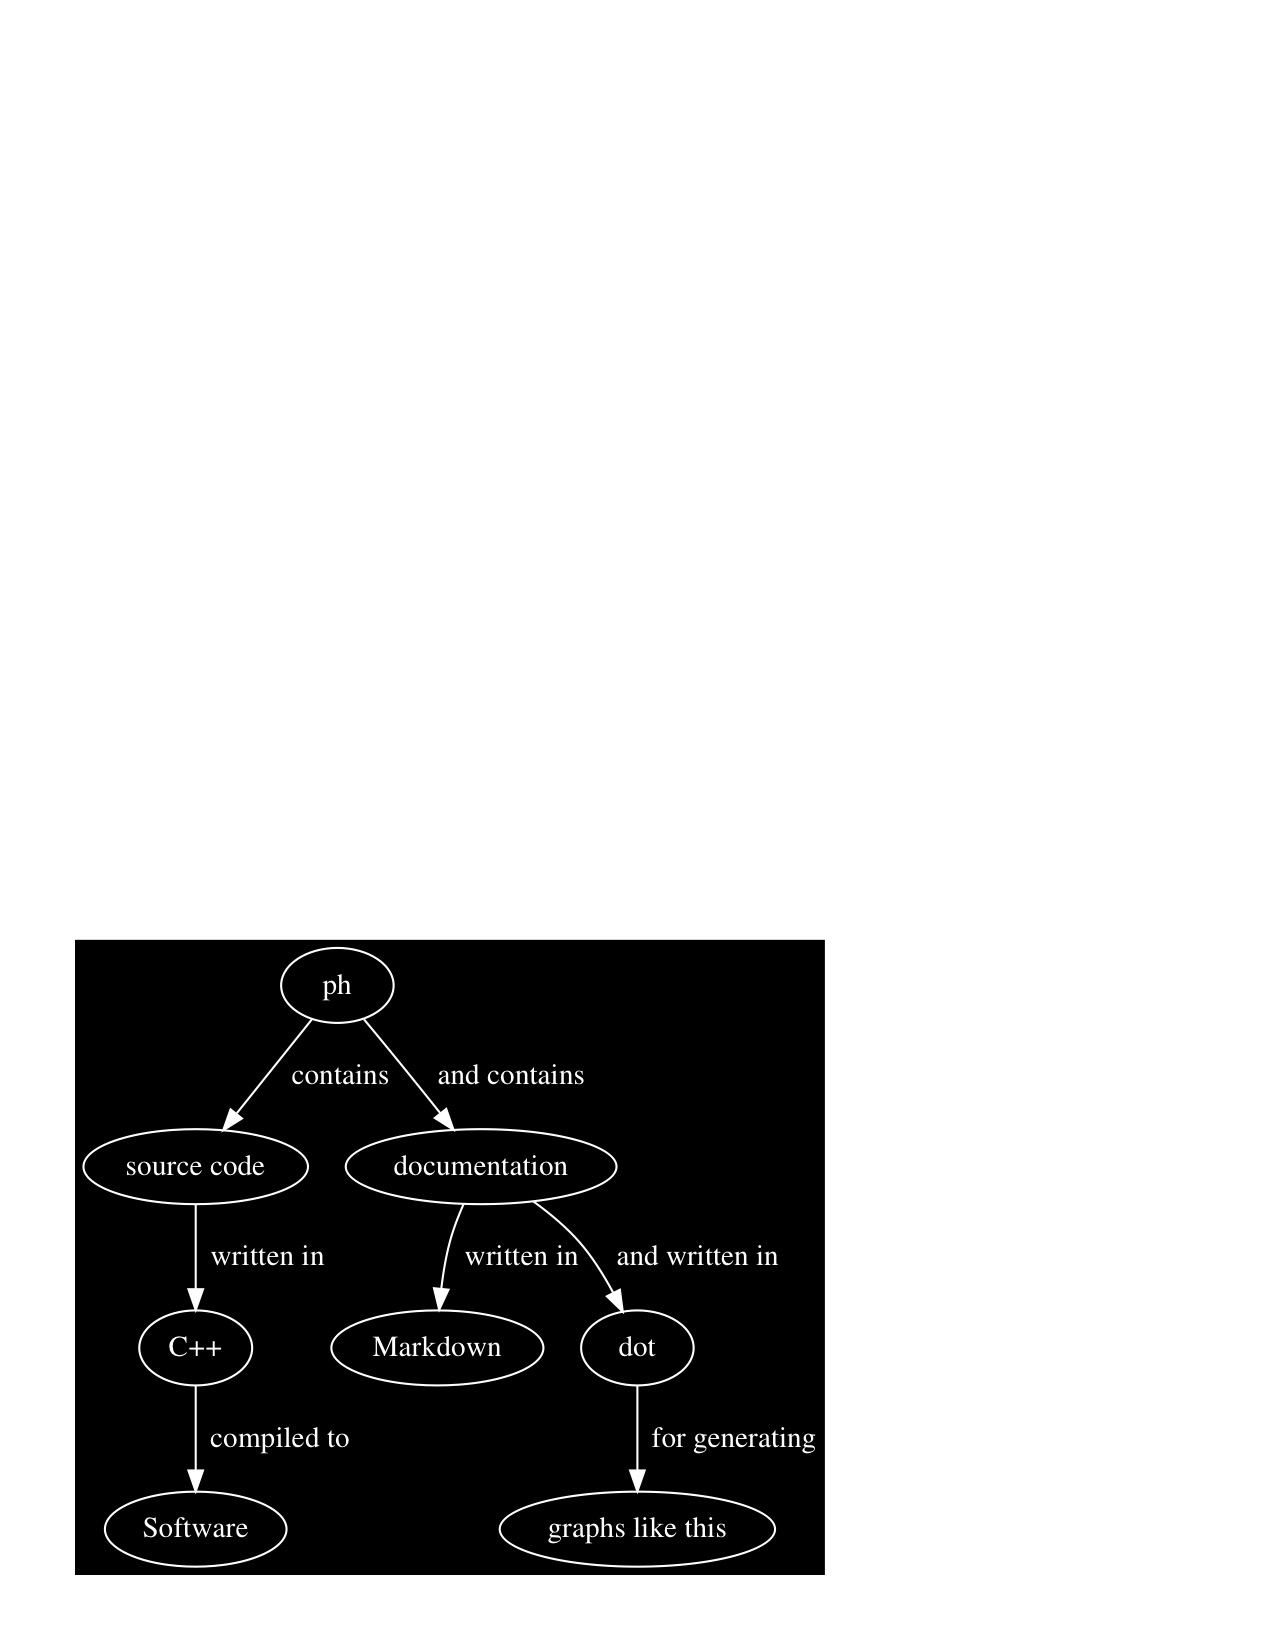 ph
contains
and contains
source code
documentation
written in
written in
and written in
C++
Markdown
dot
compiled to
for generating
Software
graphs like this